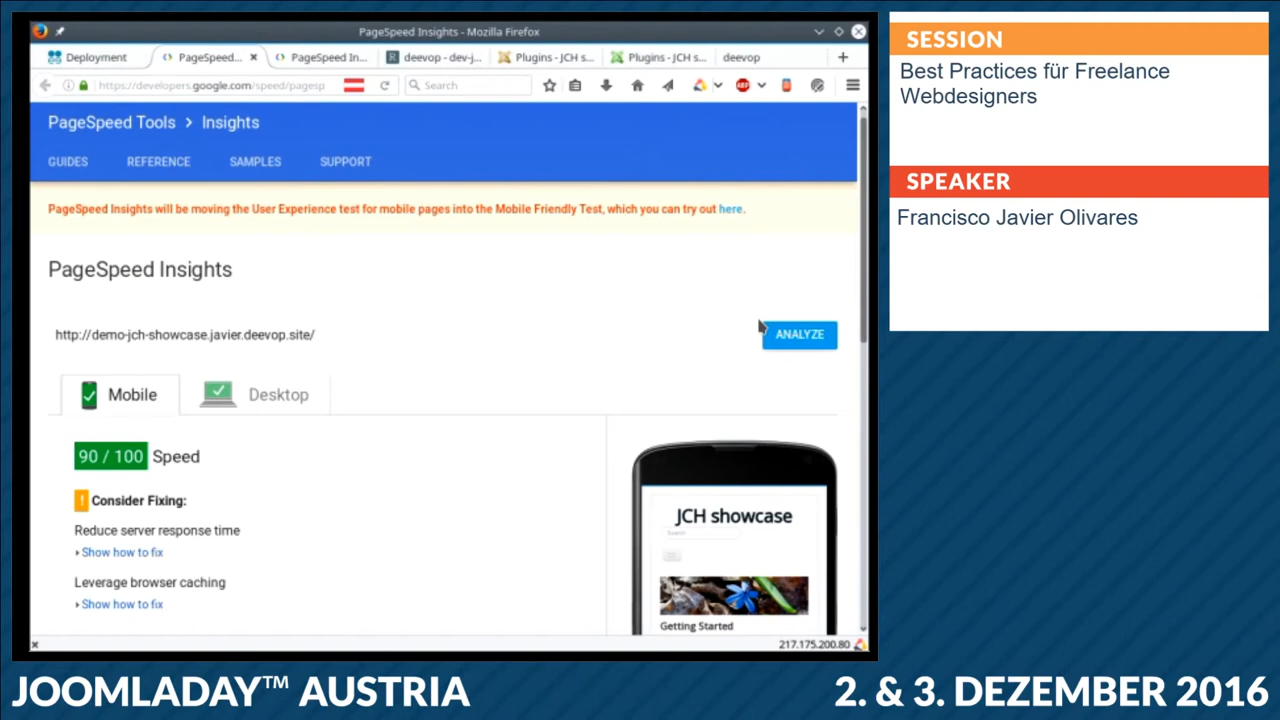 PageSpeed Insights - Mozilla Firefox
Deployment
PageSpeed...
PageSpeed In...
deevop - dev-j...
Plugins - JCH s...
Plugins - JCH s...
deevop
https://developers.google.com/speed/pagesp
Search
ABP
PageSpeed Tools > Insights
GUIDES REFERENCE SAMPLES SUPPORT
PageSpeed Insights will be moving the User Experience test for mobile pages into the Mobile Friendly Test, which you can try out here.
PageSpeed Insights
http://demo-jch-showcase.javier.deevop.site/
ANALYZE
Mobile
Desktop
90 / 100 Speed
! Consider Fixing:
Reduce server response time
Show how to fix
Leverage browser caching
Show how to fix
JCH showcase
Search
Getting Started
217.175.200.80
SESSION
Best Practices für Freelance
Webdesigners
SPEAKER
Francisco Javier Olivares
JOOMLADAY™ AUSTRIA
2. & 3. DEZEMBER 2016